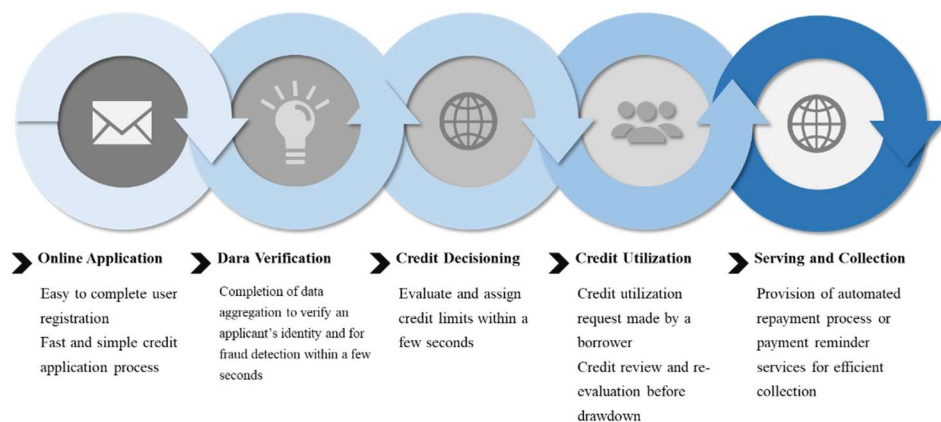 Online Application
Easy to complete user
registration
Fast and simple credit
application process
Dara Verification
Completion of data
aggregation to verify an
applicant's identity and for
fraud detection within a few
seconds
Credit Decisioning
Evaluate and assign
credit limits within a
few seconds
Credit Utilization
Credit utilization
request made by a
borrower
Credit review and re-
evaluation before
drawdown
Serving and Collection
Provision of automated
repayment process or
payment reminder
services for efficient
collection